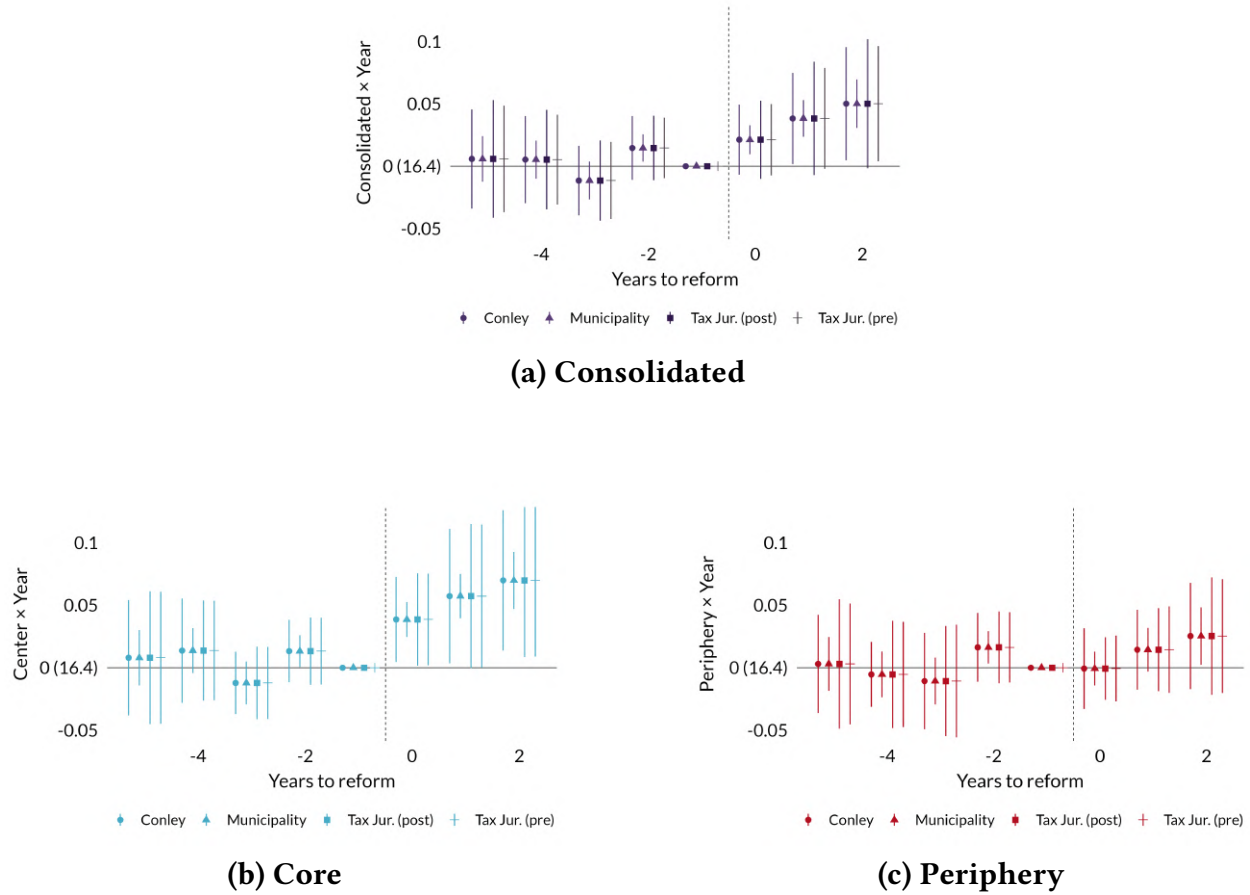 0.1
0.05
0 (16.4)
-0.05
Consolidated × Year
-4 -2 0 2
Years to reform
Conley Municipality Tax Jur. (post) Tax Jur. (pre)
(a) Consolidated
0.1
0.05
0 (16.4)
-0.05
Center × Year
-4 -2 0 2
Years to reform
Conley Municipality Tax Jur. (post) Tax Jur. (pre)
(b) Core
0.1
0.05
0 (16.4)
-0.05
Periphery × Year
-4 -2 0 2
Years to reform
Conley Municipality Tax Jur. (post) Tax Jur. (pre)
(c) Periphery